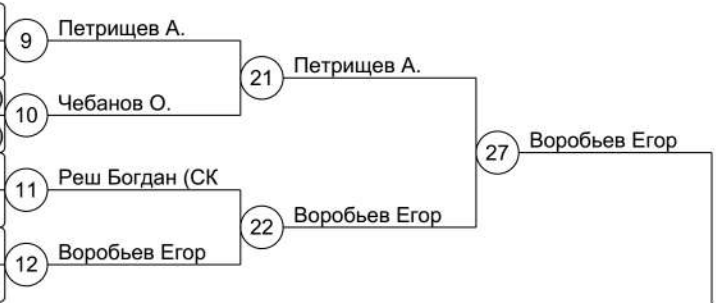 9 Петрищев А.
21 Петрищев А.
10 Чебанов О.
27 Воробьев Егор
11 Реш Богдан (СК
22 Воробьев Егор
12 Воробьев Егор